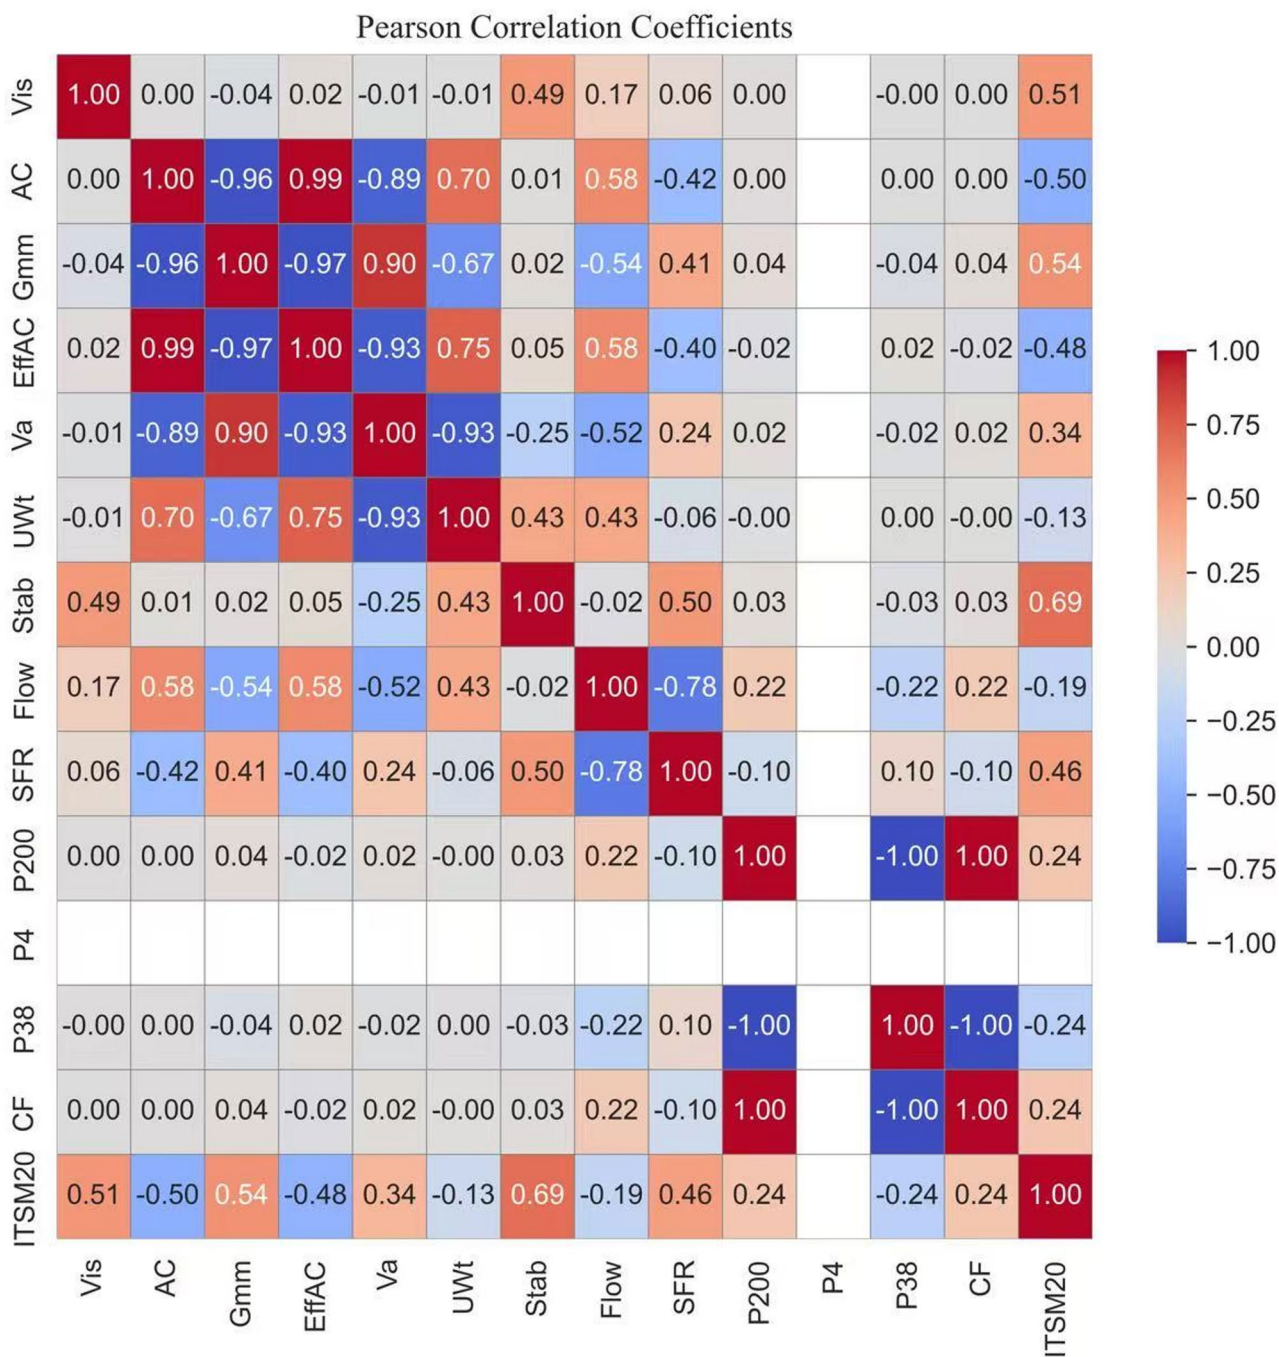 Pearson Correlation Coefficients
Vis 1.00 0.00 -0.04 0.02 -0.01 -0.01 0.49 0.17 0.06 0.00 -0.00 0.00 0.51
AC 0.00 1.00 -0.96 0.99 -0.89 0.70 0.01 0.58 -0.42 0.00 0.00 0.00 -0.50
Gmm -0.04 -0.96 1.00 -0.97 0.90 -0.67 0.02 -0.54 0.41 0.04 -0.04 0.04 0.54
EffAC 0.02 0.99 -0.97 1.00 -0.93 0.75 0.05 0.58 -0.40 -0.02 0.02 -0.02 -0.48
Va -0.01 -0.89 0.90 -0.93 1.00 -0.93 -0.25 -0.52 0.24 0.02 -0.02 0.02 0.34
UWt -0.01 0.70 -0.67 0.75 -0.93 1.00 0.43 0.43 -0.06 -0.00 0.00 -0.00 -0.13
Stab 0.49 0.01 0.02 0.05 -0.25 0.43 1.00 -0.02 0.50 0.03 -0.03 0.03 0.69
Flow 0.17 0.58 -0.54 0.58 -0.52 0.43 -0.02 1.00 -0.78 0.22 -0.22 0.22 -0.19
SFR 0.06 -0.42 0.41 -0.40 0.24 -0.06 0.50 -0.78 1.00 -0.10 0.10 -0.10 0.46
P200 0.00 0.00 0.04 -0.02 0.02 -0.00 0.03 0.22 -0.10 1.00 -1.00 1.00 0.24
P4
P38 -0.00 0.00 -0.04 0.02 -0.02 0.00 -0.03 -0.22 0.10 -1.00 1.00 -1.00 -0.24
CF 0.00 0.00 0.04 -0.02 0.02 -0.00 0.03 0.22 -0.10 1.00 -1.00 1.00 0.24
ITSM20 0.51 -0.50 0.54 -0.48 0.34 -0.13 0.69 -0.19 0.46 0.24 -0.24 0.24 1.00
Vis AC Gmm EffAC Va UWt Stab Flow SFR P200 P4 P38 CF ITSM20
1.00
0.75
0.50
0.25
0.00
−0.25
−0.50
−0.75
−1.00